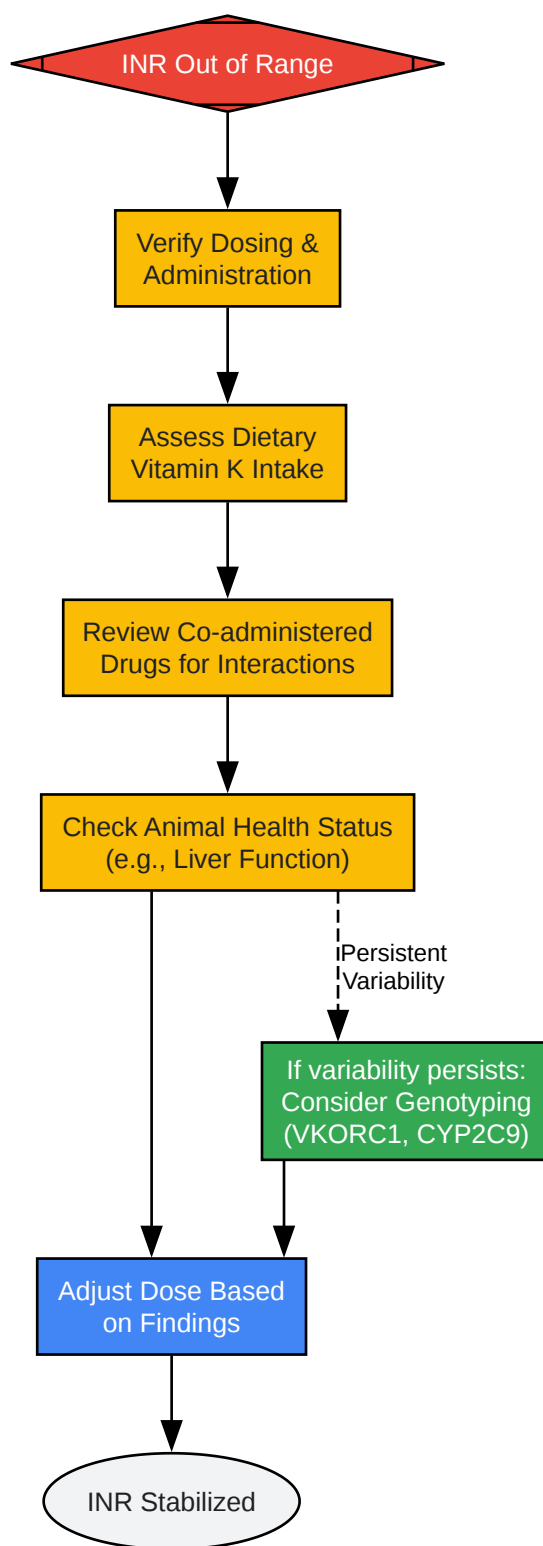 INR Out of Range
Verify Dosing &
Administration
Assess Dietary
Vitamin K Intake
Review Co-administered
Drugs for Interactions
Check Animal Health Status
(e.g., Liver Function)
Persistent
Variability
If variability persists:
Consider Genotyping
(VKORC1, CYP2C9)
Adjust Dose Based
on Findings
INR Stabilized